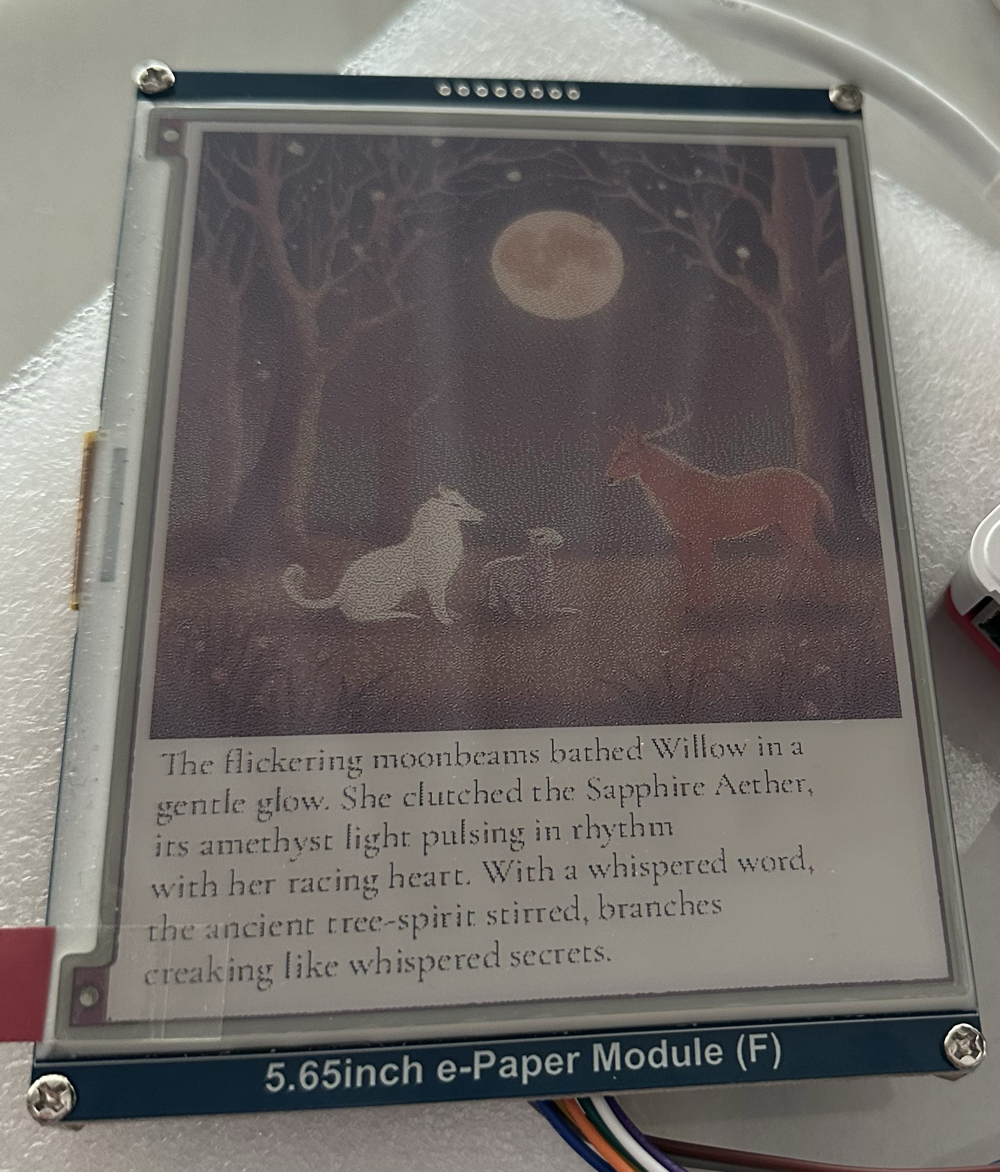 The flickering moonbeams bathed Willow in a
gentle glow. She clutched the Sapphire Aether,
its amethyst light pulsing in rhythm
with her racing heart. With a whispered word,
the ancient tree-spirit stirred, branches
creaking like whispered secrets.
5.65inch e-Paper Module (F)